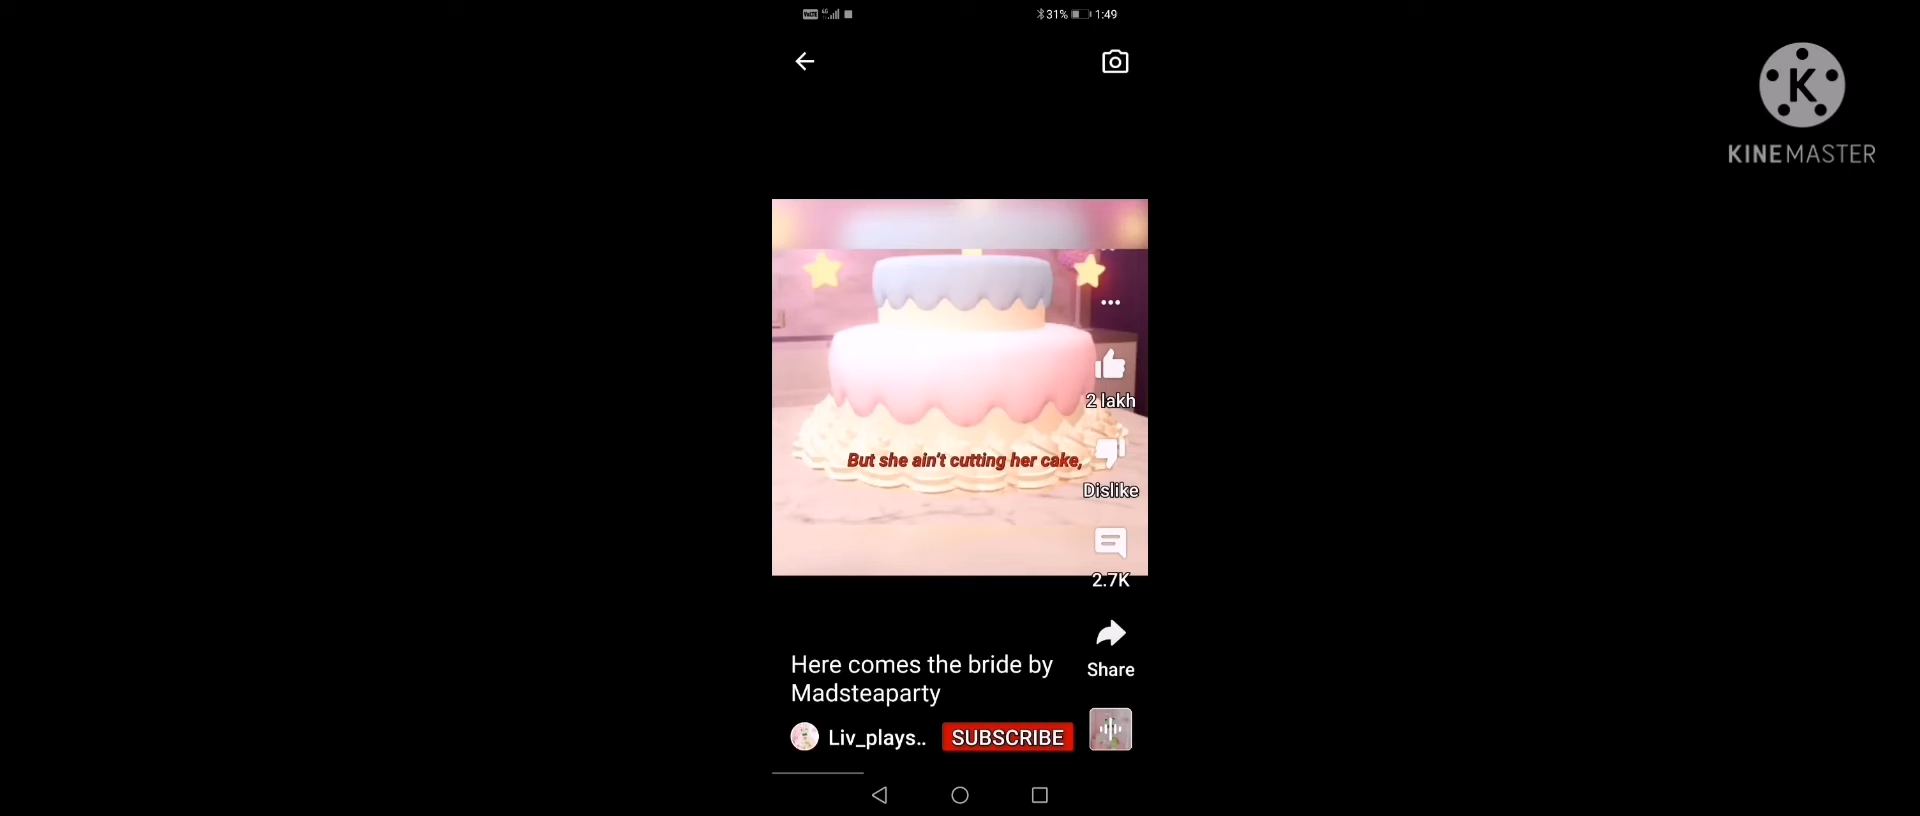 31% 1:49
KINEMASTER
2 lakh
But she ain't cutting her cake,
Dislike
2.7K
Share
Here comes the bride by
Madsteaparty
Liv_plays.. SUBSCRIBE